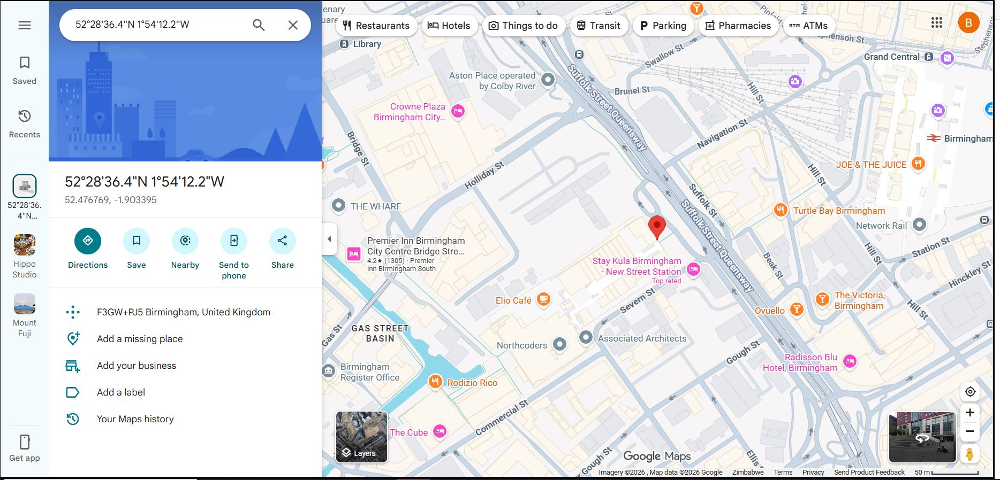 52°28'36.4"N 1°54'12.2"W
Saved
Recents
52°28'36.
4"N...
Hippo
Studio
Mount
Fuji
Get app
52°28'36.4"N 1°54'12.2"W
52.476769, -1.903395
Directions
Save
Nearby
Send to
phone
Share
F3GW+PJ5 Birmingham, United Kingdom
Add a missing place
Add your business
Add a label
Your Maps history
Restaurants
Hotels
Things to do
Transit
P Parking
Pharmacies
ATM ATMs
B
Library
Swallow St
Grand Central
Aston Place operated
by Colby River
Suffolk Street Queensway
Brunel St
Hill St
Crowne Plaza
Birmingham City...
Navigation St
Bridge St
Birmingham
Holliday St
JOE & THE JUICE
Hill St
THE WHARF
Suffolk St
Suffolk Street Queensway
Turtle Bay Birmingham
Network Rail
Premier Inn Birmingham
City Centre Bridge Stre...
4.2★ (1305) · Premier
Inn Birmingham South
Station St
Hill St
Beak St
Stay Kula Birmingham
- New Street Station
Top rated
Hinckley St
Elio Café
Severn St
The Victoria,
Birmingham
Ovuello
Hill St
GAS STREET
BASIN
Gas St
Northcoders
Associated Architects
Gough St
Radisson Blu
Hotel, Birmingham
Birmingham
Register Office
Rodizio Rico
Commercial St
The Cube
Layers
Gough St
Google Maps
Imagery ©2026 , Map data ©2026 Google
Zimbabwe
Terms
Privacy
Send Product Feedback
50 m